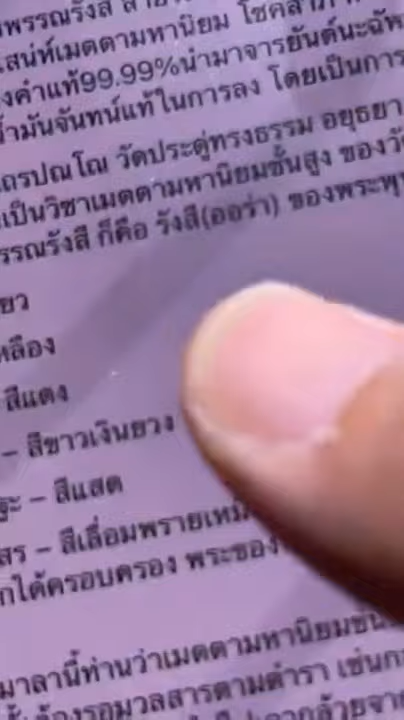 พรรณรังสี สาย
เสน่ห์เมตตามหานิยม โชคลาภ
งคำแท้99.99%นำมาจารยันต์นะฉัพ
น้ำมันจันทน์แท้ในการลง โดยเป็นการ
ถรปณโณ วัดประดู่ทรงธรรม อยุธยา
เป็นวิชาเมตตามหานิยมชั้นสูง ของวั
รรณรังสี ก็คือ รังสี(ออร่า) ของพระพุ
ยว
หลือง
สีแดง
– สีขาวเงินยวง
ฐะ – สีแสด
สร – สีเลื่อมพรายเหมื
กได้ครอบครอง พระของ
มาลานี้ท่านว่าเมตตามหานิยมชั้น
ต้องรอมวลสารตามตำรา เช่นก